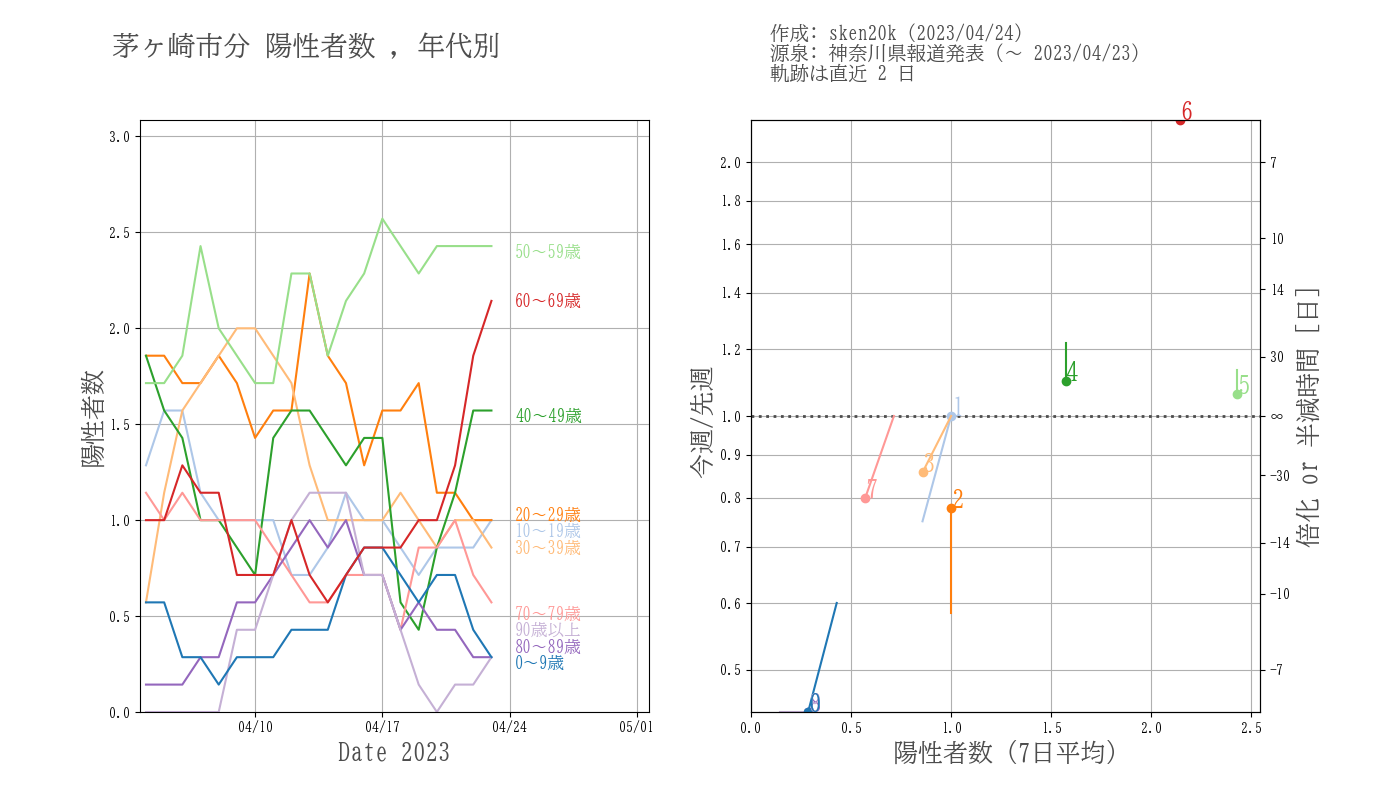 茅ヶ崎市分 陽性者数 , 年代別
作成: sken20k (2023/04/24)
源泉: 神奈川県報道発表 (〜 2023/04/23)
軌跡は直近 2 日
陽性者数
3.0
2.5
2.0
1.5
1.0
0.5
0.0
50〜59歳
60〜69歳
40〜49歳
20〜29歳
10〜19歳
30〜39歳
70〜79歳
90歳以上
80〜89歳
0〜9歳
04/10
04/17
04/24
05/01
Date 2023
今週/先週
2.0
1.8
1.6
1.4
1.2
1.0
0.9
0.8
0.7
0.6
0.5
6
4
5
1
3
7
2
7
10
14
30
∞
−30
−14
−10
−7
倍化 or 半減時間 [日]
0.0
0.5
1.0
1.5
2.0
2.5
陽性者数 (7日平均)